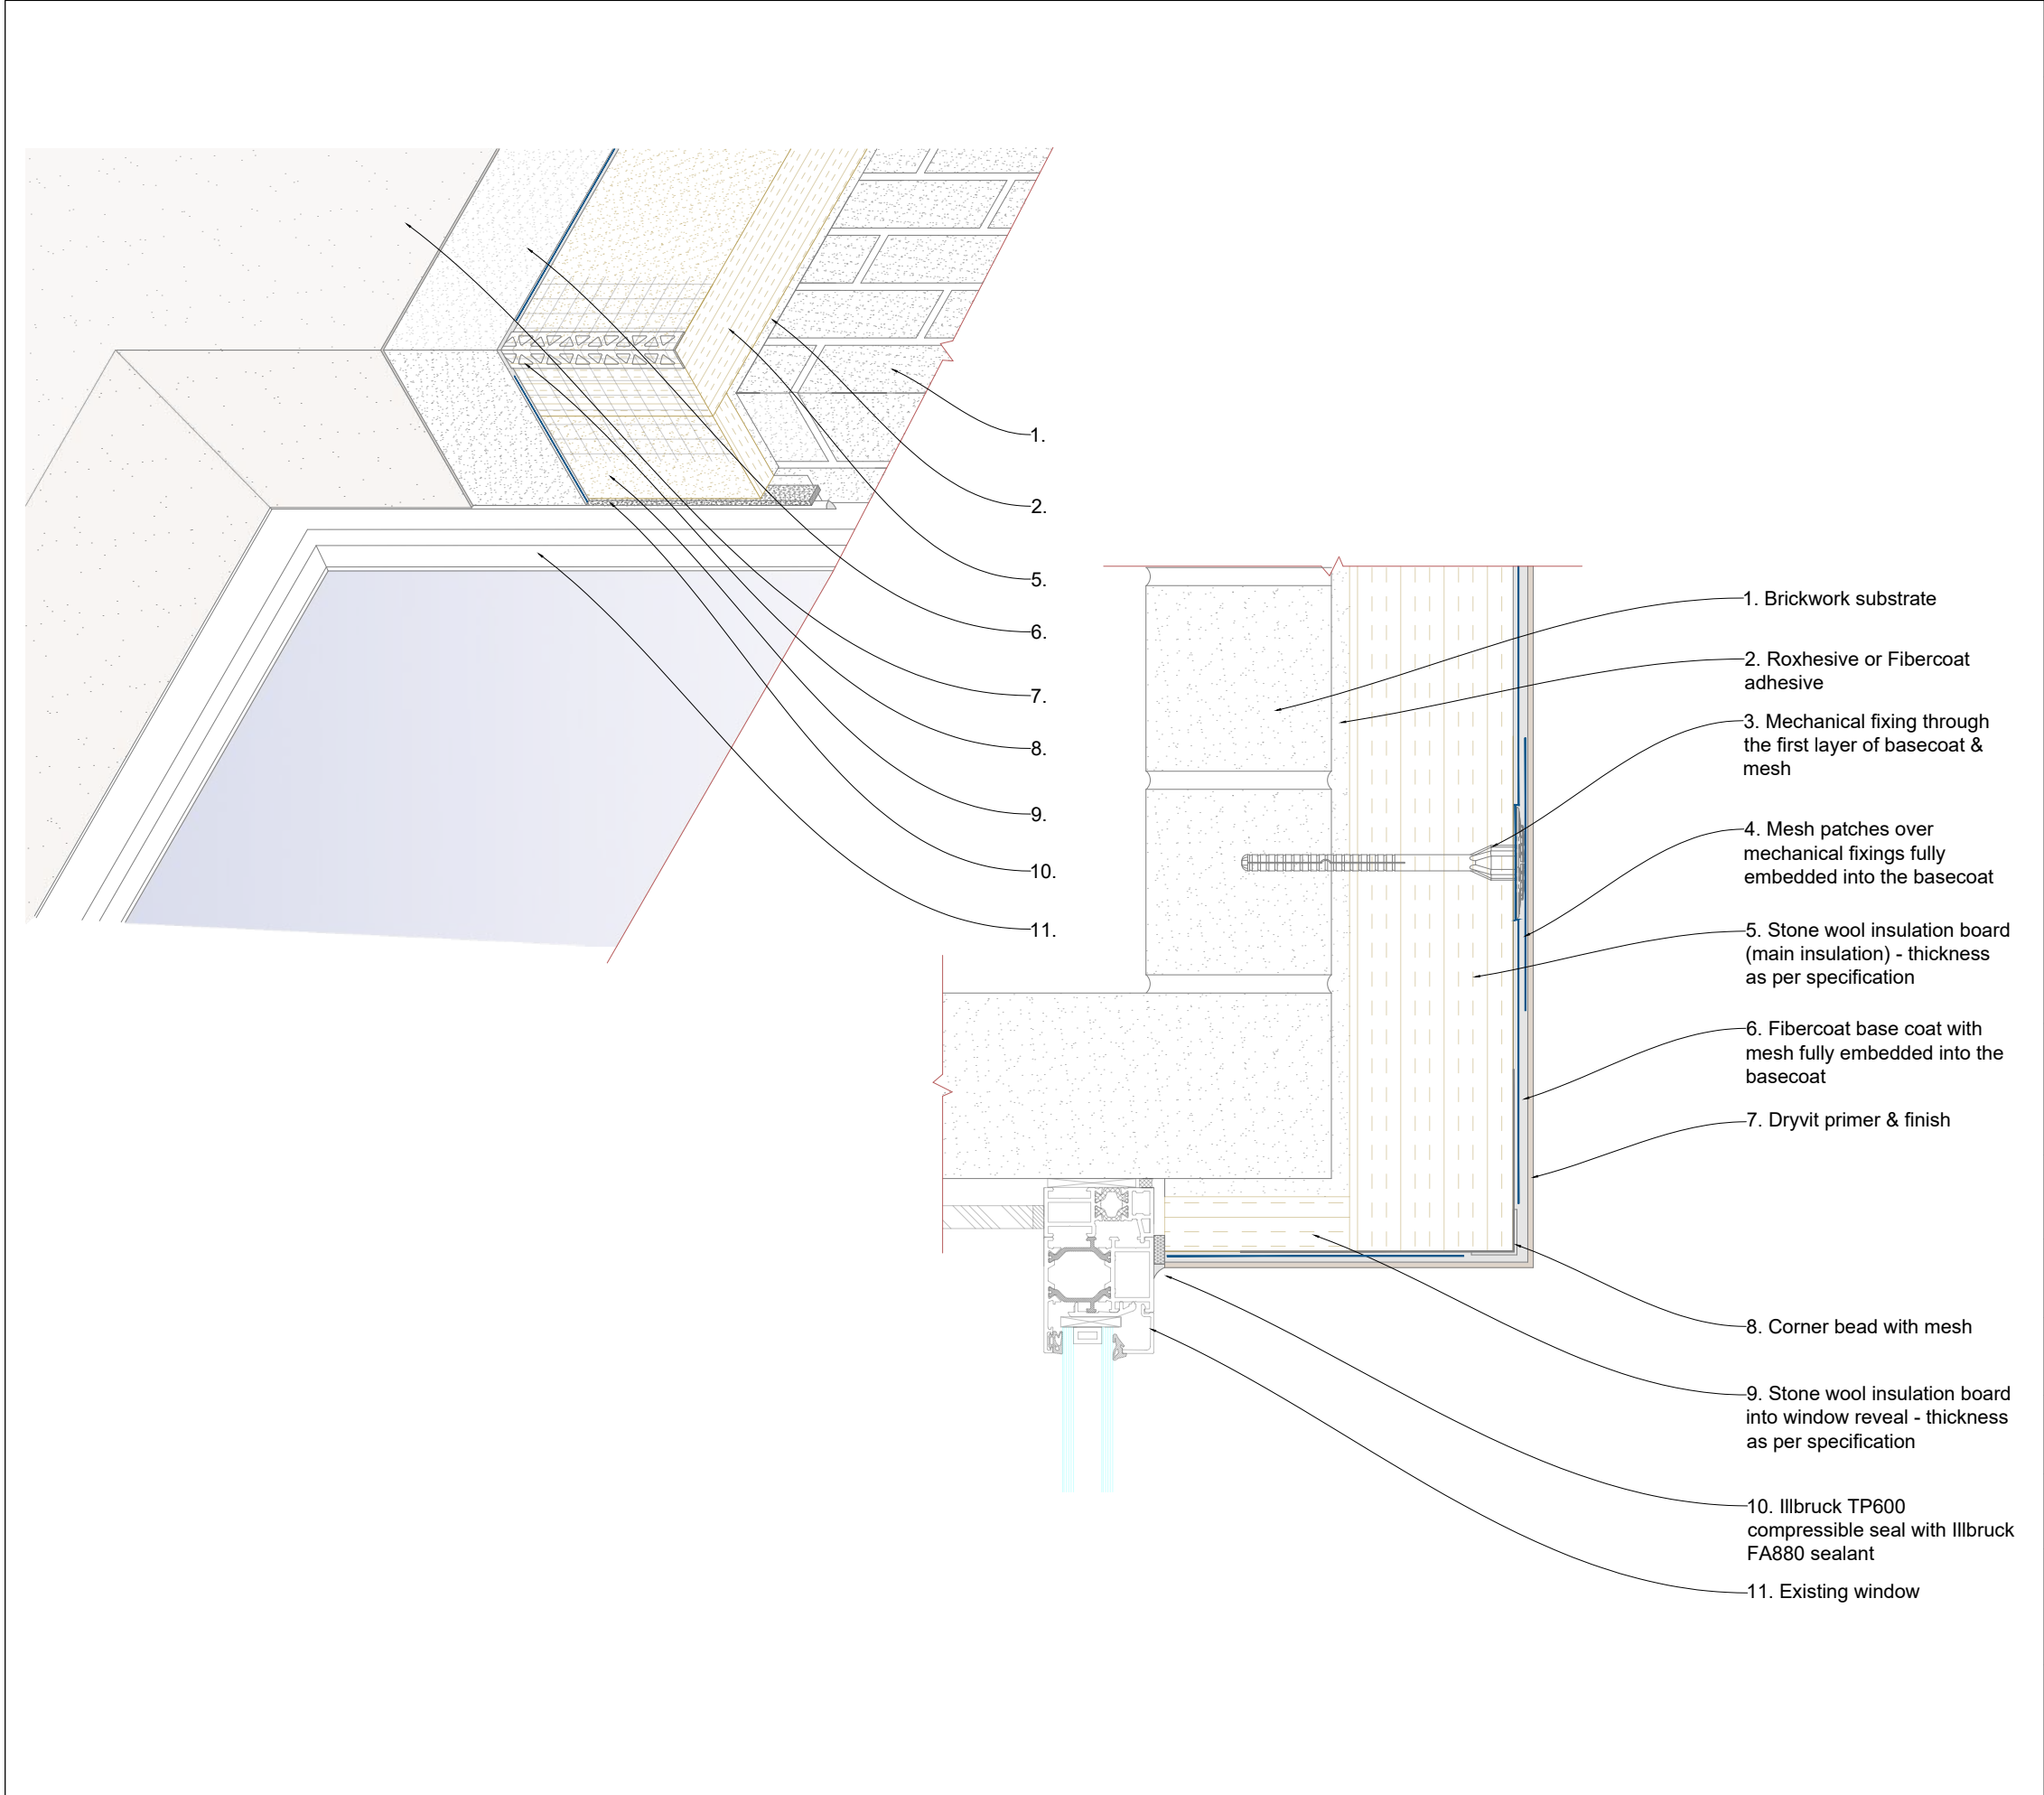 1.
2.
5.
6.
7.
8.
9.
10.
11.
1. Brickwork substrate
2. Roxhesive or Fibercoat
adhesive
3. Mechanical fixing through
the first layer of basecoat &
mesh
4. Mesh patches over
mechanical fixings fully
embedded into the basecoat
5. Stone wool insulation board
(main insulation) - thickness
as per specification
6. Fibercoat base coat with
mesh fully embedded into the
basecoat
7. Dryvit primer & finish
8. Corner bead with mesh
9. Stone wool insulation board
into window reveal - thickness
as per specification
10. Illbruck TP600
compressible seal with Illbruck
FA880 sealant
11. Existing window